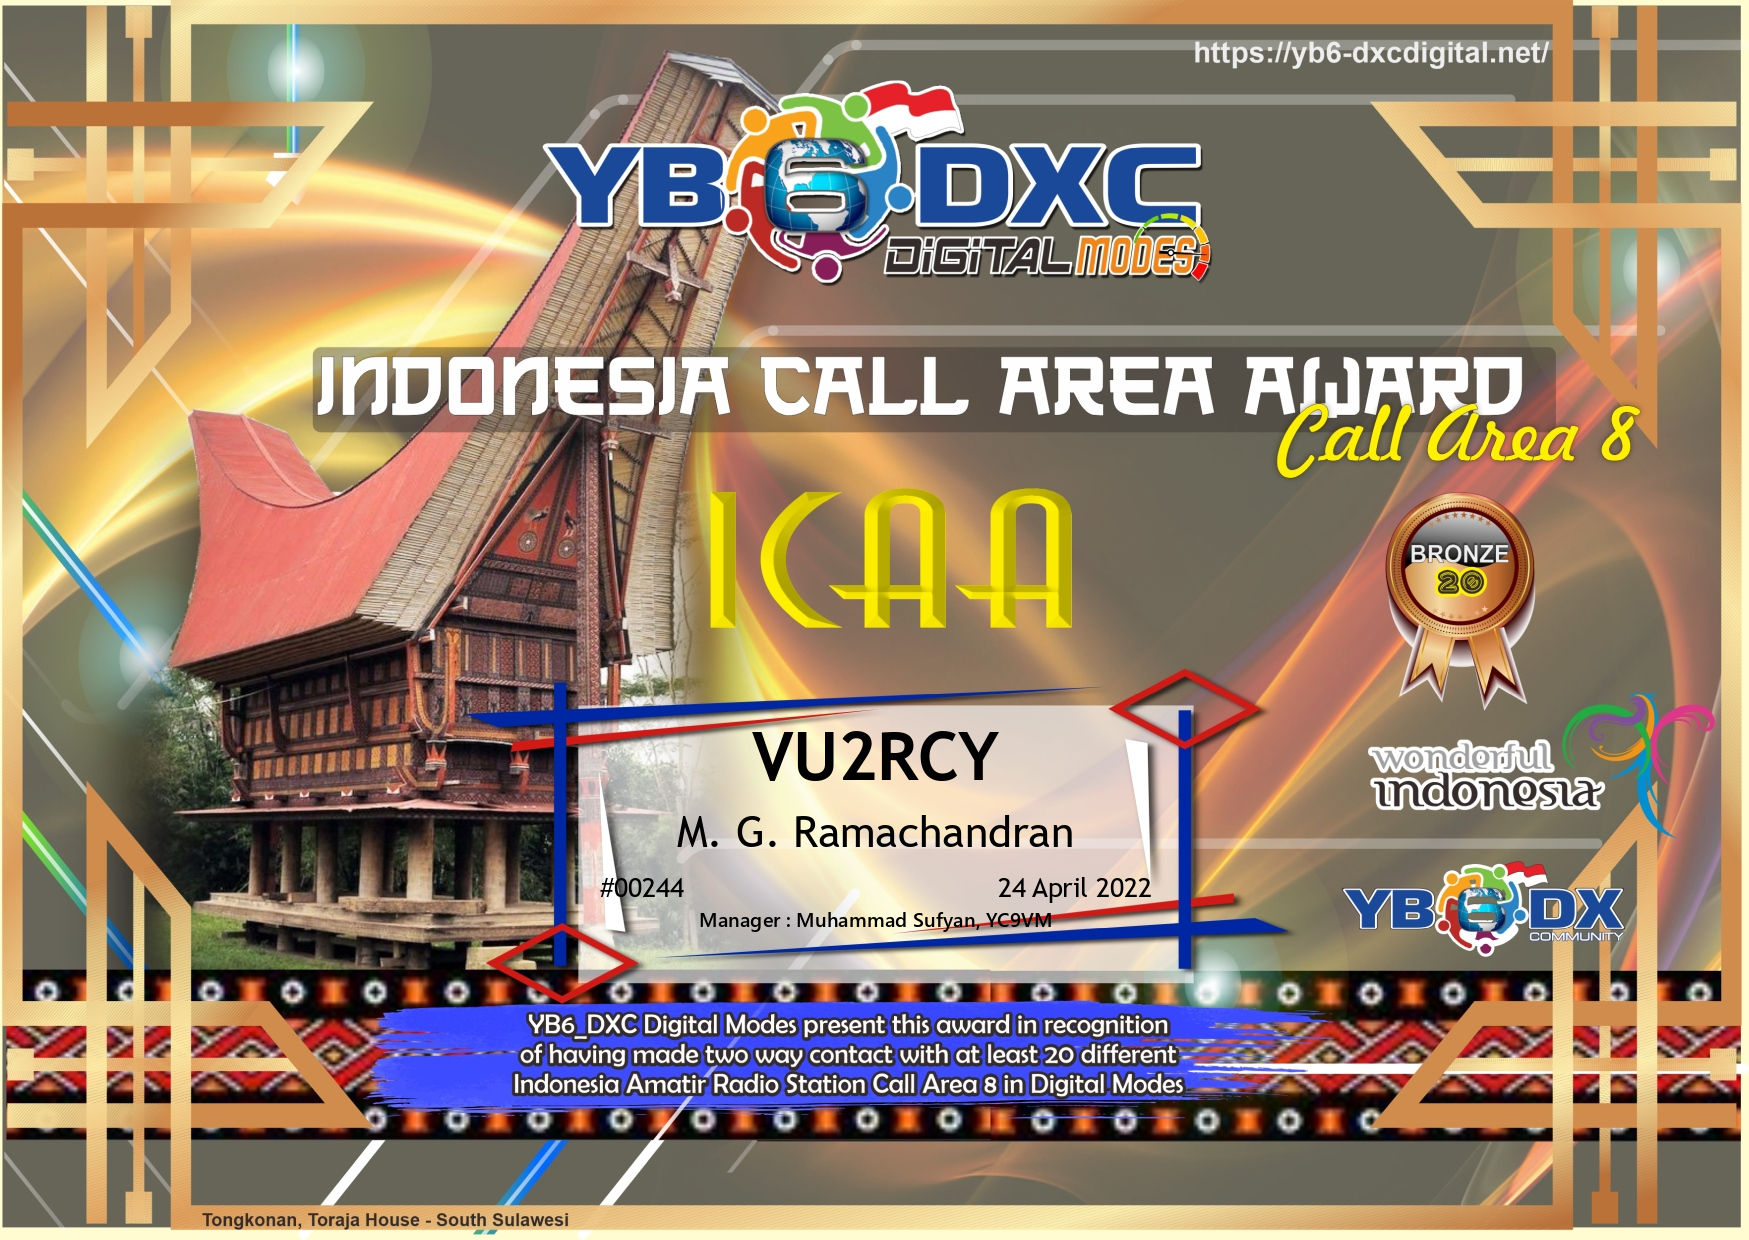 https://yb6-dxcdigital.net/
YB6DXC
DIGITAL MODES
INDONESIA CALL AREA AWARD
Call Area 8
ICAA
BRONZE
20
wonderful
indonesia
VU2RCY
M. G. Ramachandran
#00244 24 April 2022
Manager : Muhammad Sufyan, YC9VM
YB6DX
COMMUNITY
YB6_DXC Digital Modes present this award in recognition
of having made two way contact with at least 20 different
Indonesia Amatir Radio Station Call Area 8 in Digital Modes
Tongkonan, Toraja House - South Sulawesi